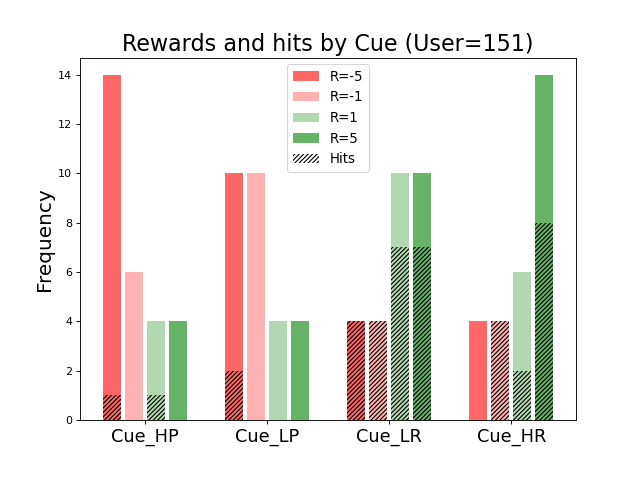 Rewards and hits by Cue (User=151)
R=-5
R=-1
R=1
R=5
Hits
Frequency
14
12
10
8
6
4
2
0
Cue_HP
Cue_LP
Cue_LR
Cue_HR